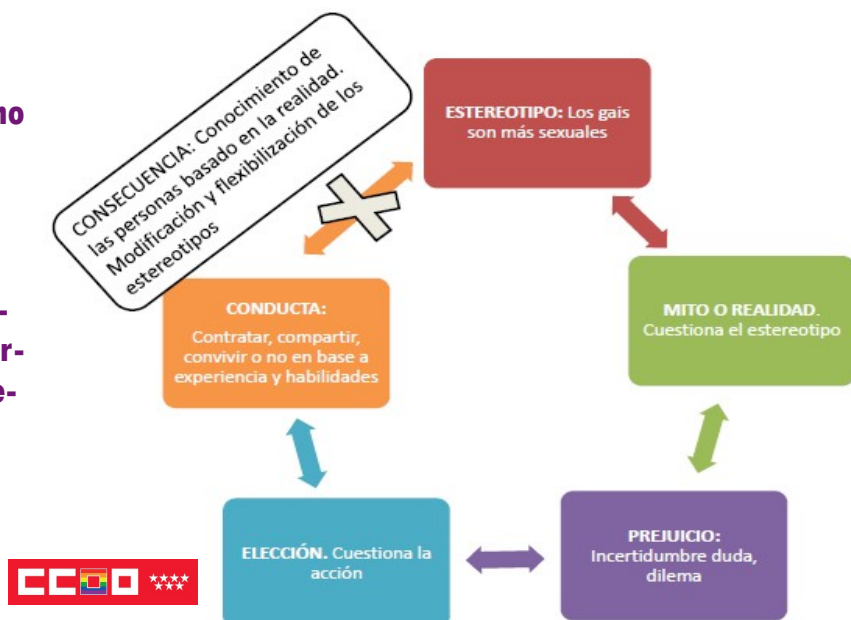 no
-
r-
e-
CONSECUENCIA: Conocimiento de
las personas basado en la realidad.
Modificación y flexibilización de los
estereotipos
ESTEREOTIPO: Los gais
son más sexuales
MITO O REALIDAD.
Cuestiona el estereotipo
PREJUICIO:
Incertidumbre duda,
dilema
ELECCIÓN. Cuestiona la
acción
CONDUCTA:
Contratar, compartir,
convivir o no en base a
experiencia y habilidades
CCOO